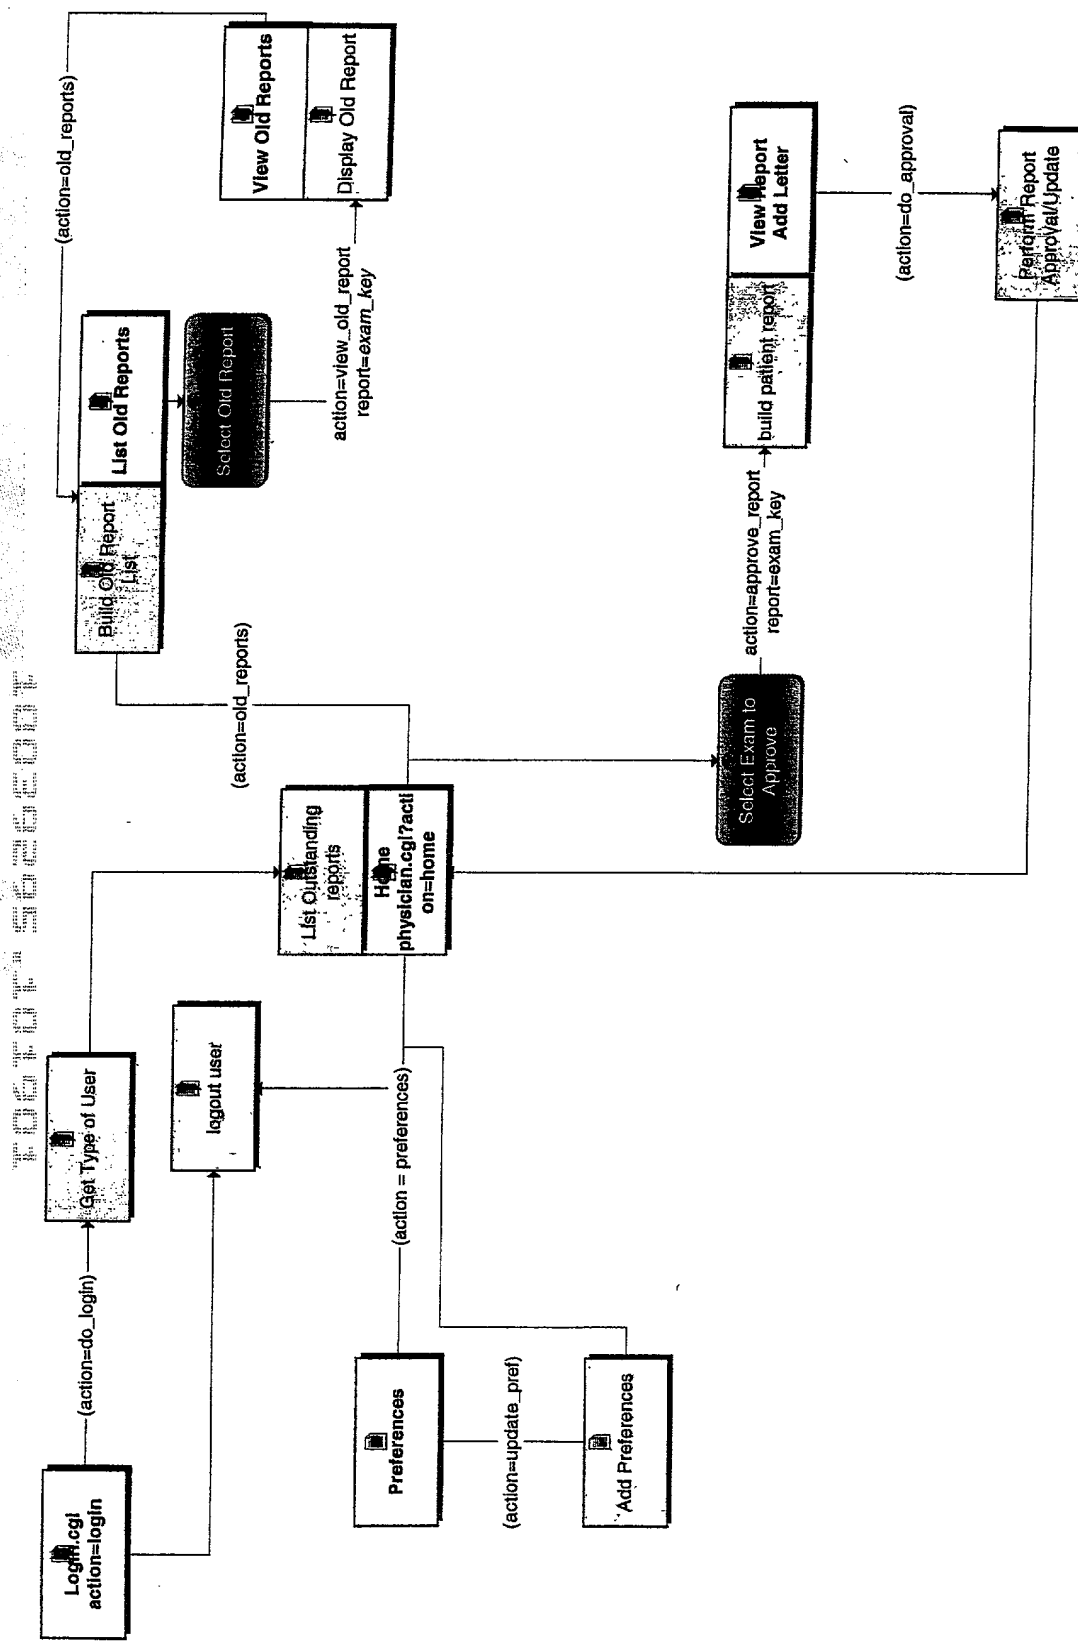 Login.cgi
action=login
(action=do_login)
Get Type of User
logout user
List Outstanding
reports
Home
physician.cgi?acti
on=home
(action = preferences)
Preferences
(action=update_pref)
Add Preferences
(action=old_reports)
Build Old Report
List
List Old Reports
Select Old Report
action=view_old_report
report=exam_key
View Old Reports
Display Old Report
(action=old_reports)
Select Exam to
Approve
action=approve_report
report=exam_key
build patient report
View Report
Add Letter
(action=do_approval)
Perform Report
Approval/Update